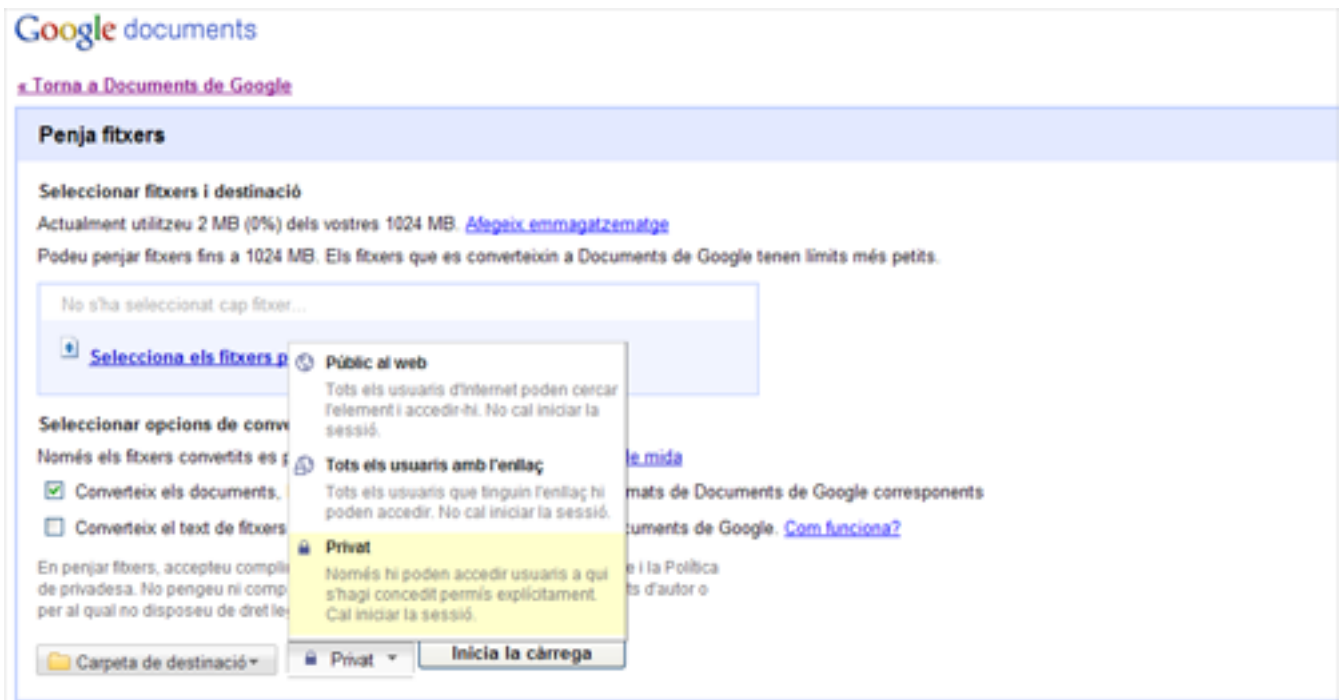 Google documents
« Torna a Documents de Google
Penja fitxers
Seleccionar fitxers i destinació
Actualment utilitzeu 2 MB (0%) dels vostres 1024 MB. Afegeix emmagatzematge
Podeu penjar fitxers fins a 1024 MB. Els fitxers que es converteixin a Documents de Google tenen límits més petits.
No s'ha seleccionat cap fitxer...
Selecciona els fitxers p
Públic al web
Tots els usuaris d'Internet poden cercar
l'element i accedir-hi. No cal iniciar la
sessió.
Seleccionar opcions de conve
Només els fitxers convertits es p
le mida
Tots els usuaris amb l'enllaç
Tots els usuaris que tinguin l'enllaç hi
poden accedir. No cal iniciar la sessió.
Converteix els documents,
mats de Documents de Google corresponents
Converteix el text de fitxers
uments de Google. Com funciona?
Privat
Només hi poden accedir usuaris a qui
s'hagi concedit permís explícitament.
Cal iniciar la sessió.
En penjar fitxers, accepteu compli
e i la Política
de privadesa. No pengeu ni comp
ts d'autor o
per al qual no disposeu de dret le
Carpeta de destinació
Privat
Inicia la càrrega